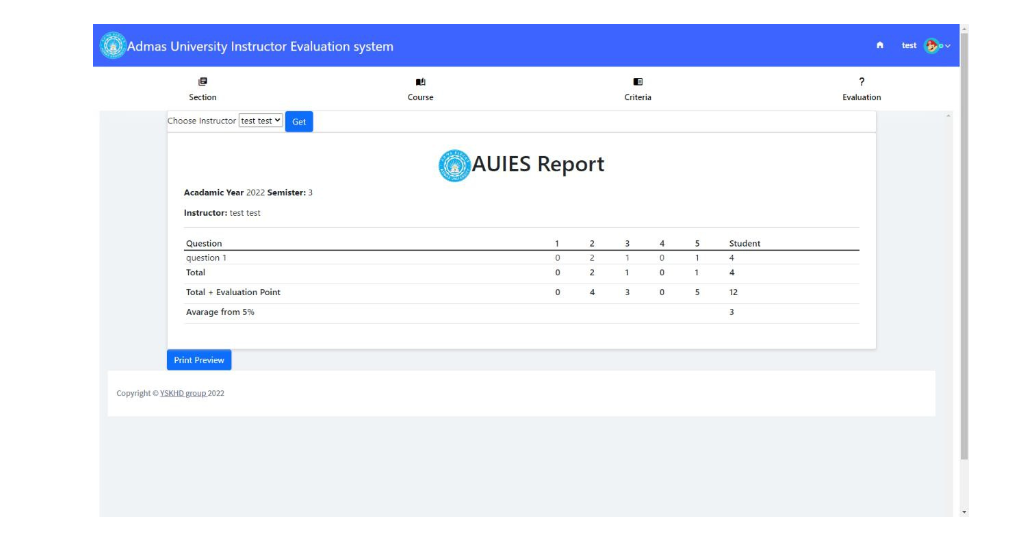 Admas University Instructor Evaluation system
test
Section Course Criteria ? Evaluation
Choose Instructor test test Get
AUIES Report
Acadamic Year 2022 Semister: 3
Instructor: test test
Question 1 2 3 4 5 Student
question 1 0 2 1 0 1 4
Total 0 2 1 0 1 4
Total + Evaluation Point 0 4 3 0 5 12
Avarage from 5% 3
Print Preview
Copyright © YSKHD group 2022